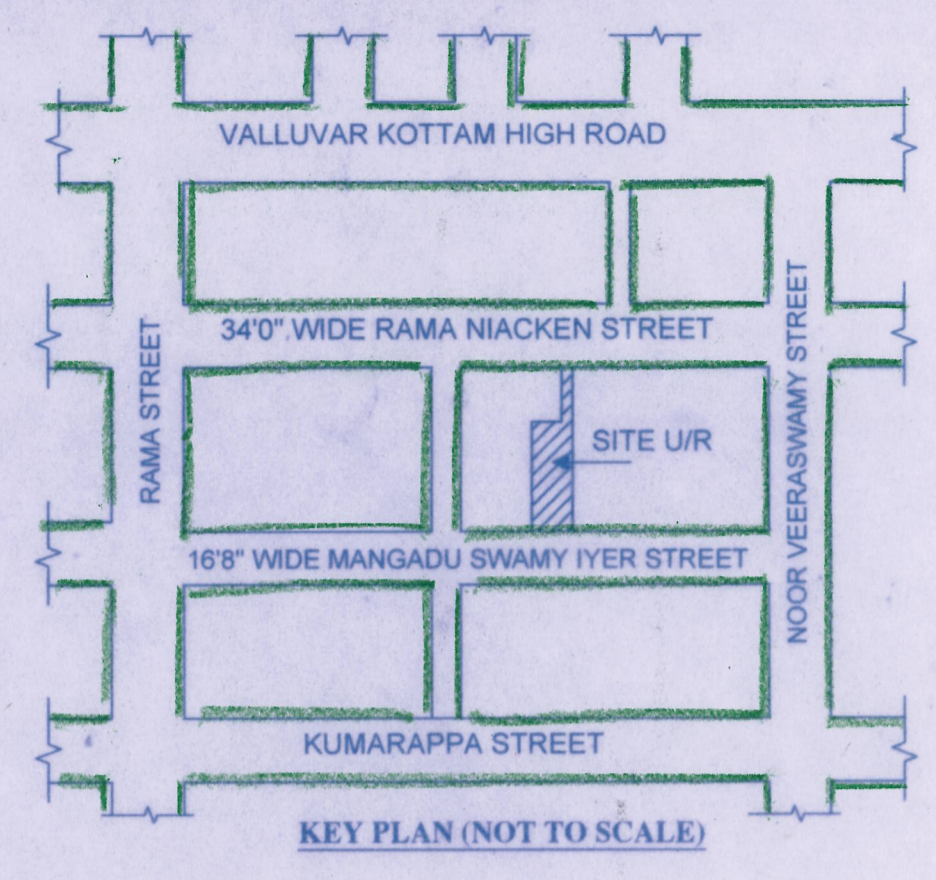 VALLUVAR KOTTAM HIGH ROAD
34'0".WIDE RAMA NIACKEN STREET
RAMA STREET
NOOR VEERASWAMY STREET
SITE U/R
16'8" WIDE MANGADU SWAMY IYER STREET
KUMARAPPA STREET
KEY PLAN (NOT TO SCALE)